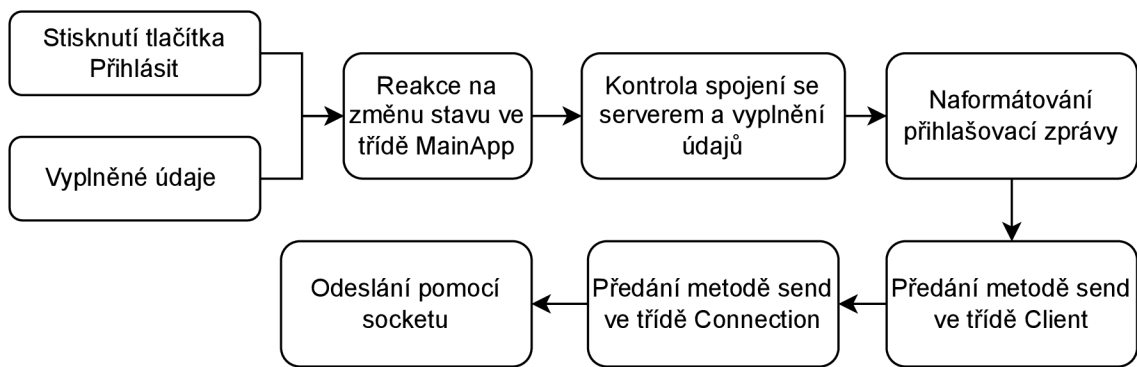 Stisknutí tlačítka
Přihlásit
Vyplněné údaje
Reakce na
změnu stavu ve
třídě MainApp
Kontrola spojení se
serverem a vyplnění
údajů
Naformátování
přihlašovací zprávy
Předání metodě send
ve třídě Client
Předání metodě send
ve třídě Connection
Odeslání pomocí
socketu